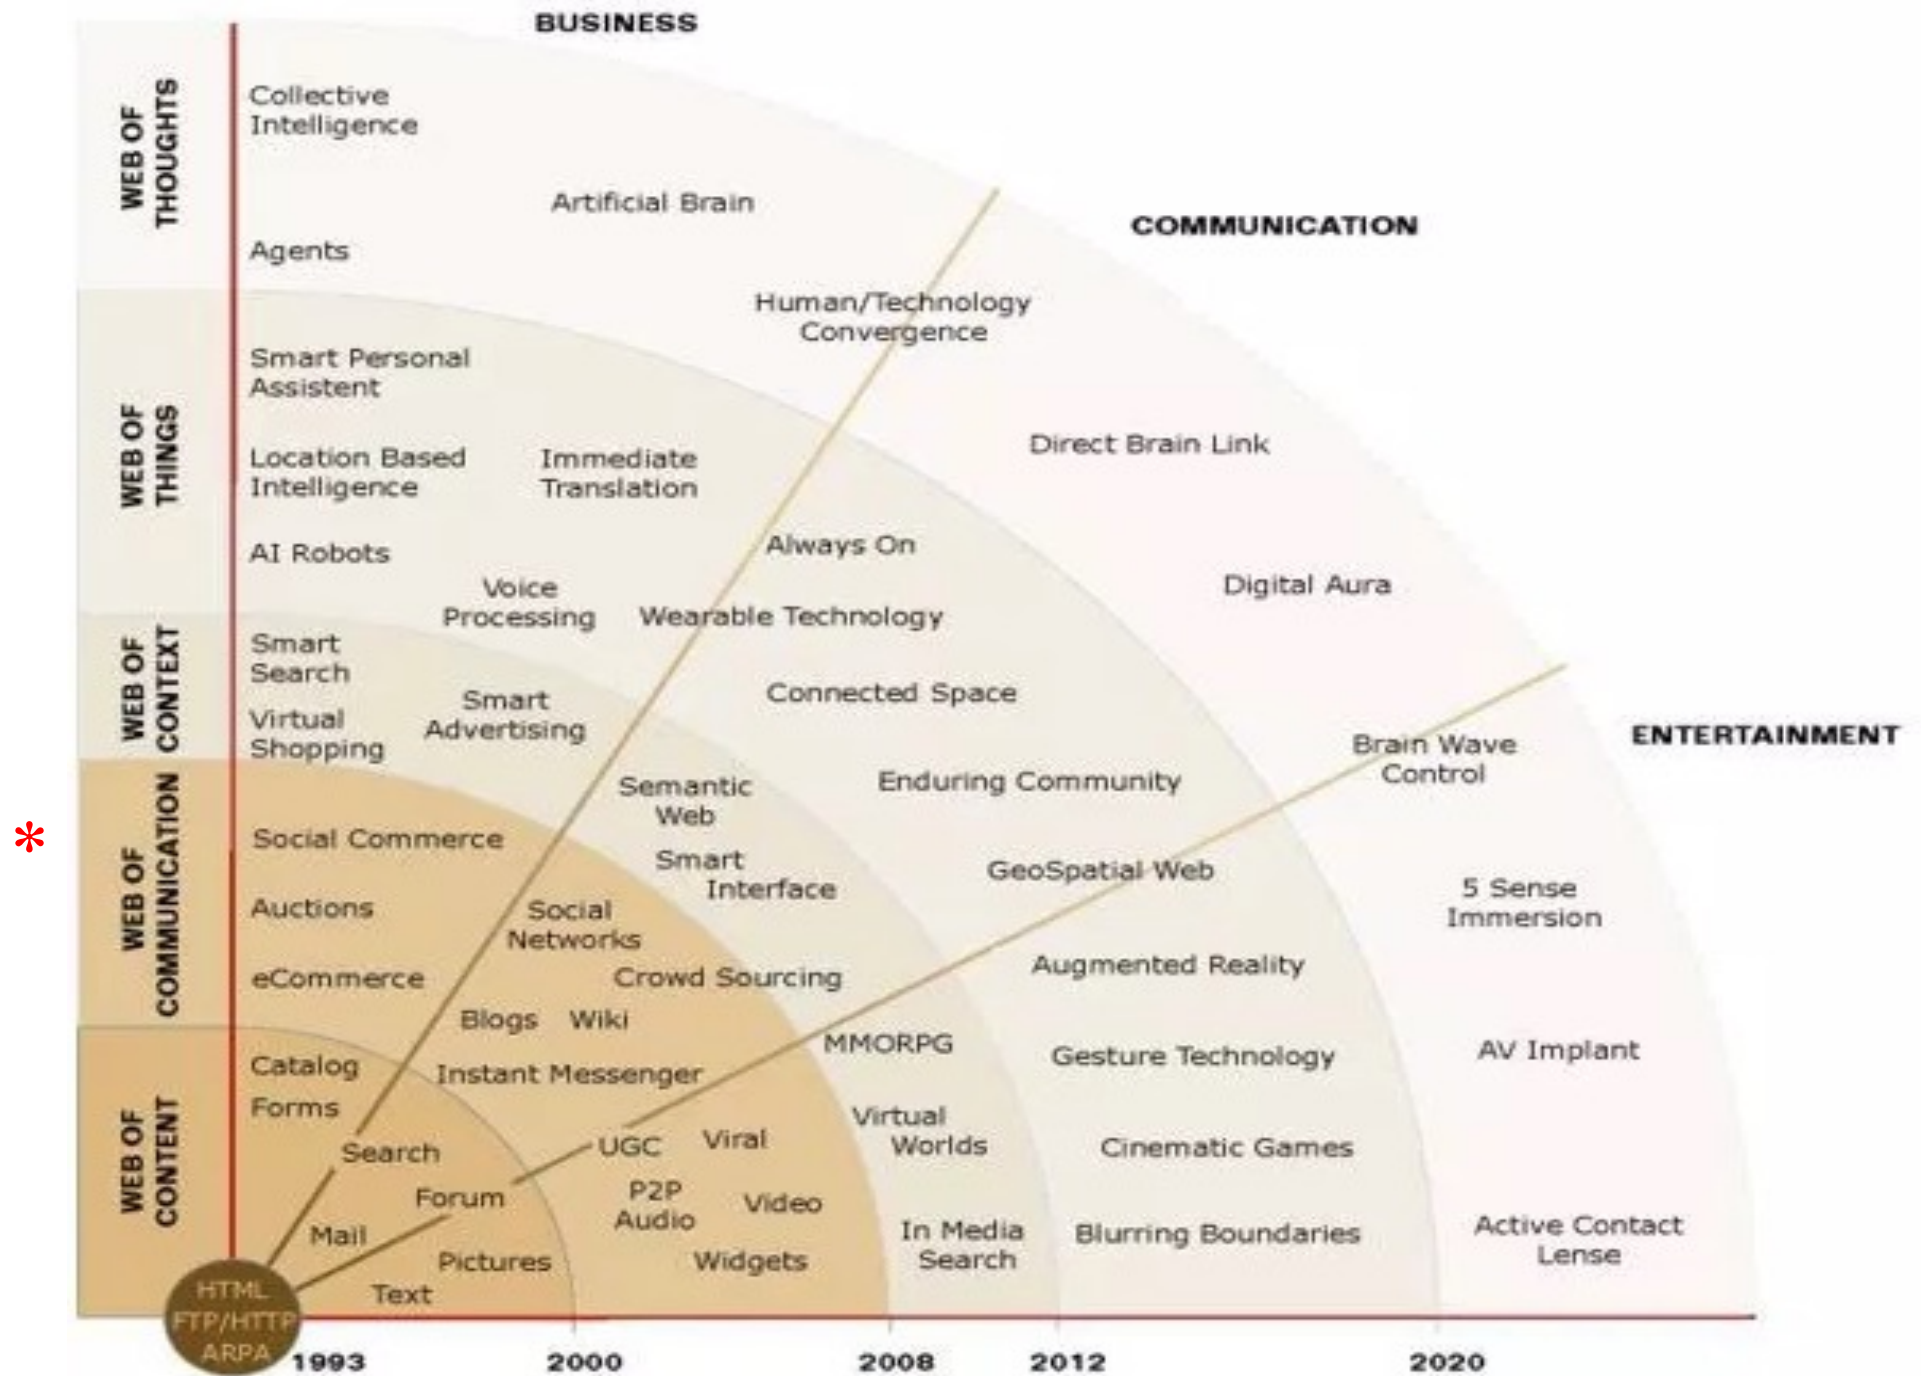 BUSINESS
COMMUNICATION
ENTERTAINMENT
WEB OF
THOUGHTS
Collective
Intelligence
Artificial Brain
Agents
Human/Technology
Convergence
Direct Brain Link
Digital Aura
Brain Wave
Control
5 Sense
Immersion
AV Implant
Active Contact
Lense
WEB OF
THINGS
Smart Personal
Assistent
Location Based
Intelligence
Immediate
Translation
AI Robots
Voice
Processing
Always On
Wearable Technology
Connected Space
Enduring Community
GeoSpatial Web
Augmented Reality
Gesture Technology
Cinematic Games
Blurring Boundaries
WEB OF
CONTEXT
Smart
Search
Virtual
Shopping
Smart
Advertising
Semantic
Web
Smart
Interface
MMORPG
Virtual
Worlds
In Media
Search
*
WEB OF
COMMUNICATION
Social Commerce
Auctions
eCommerce
Social
Networks
Crowd Sourcing
Blogs Wiki
Instant Messenger
UGC Viral
P2P
Audio
Video
Widgets
WEB OF
CONTENT
Catalog
Forms
Search
Forum
Mail
Pictures
Text
HTML
FTP/HTTP
ARPA
1993 2000 2008 2012 2020